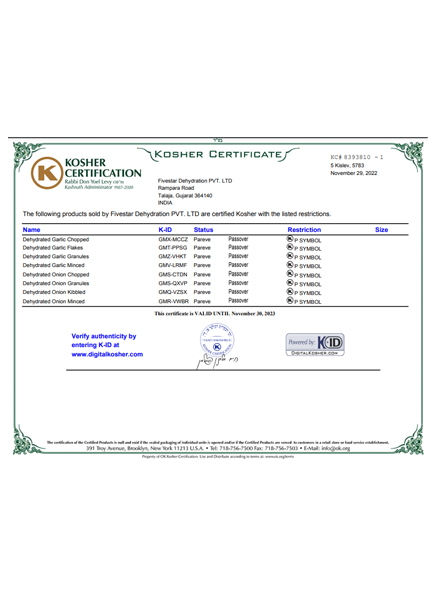 בס"ד
KOSHER CERTIFICATE
KOSHER
CERTIFICATION
Rabbi Don Yoel Levy
Kashruth Administrator 1987-2020
KC# 8393810 - 1
5 Kislev, 5783
November 29, 2022
Fivestar Dehydration PVT. LTD
Rampara Road
Talaja, Gujarat 364140
INDIA
The following products sold by Fivestar Dehydration PVT. LTD are certified Kosher with the listed restrictions.
Name K-ID Status Restriction Size
Dehydrated Garlic Chopped GMX-MCCZ Pareve Passover K P SYMBOL
Dehydrated Garlic Flakes GMT-PPSG Pareve Passover K P SYMBOL
Dehydrated Garlic Granules GMZ-VHKT Pareve Passover K P SYMBOL
Dehydrated Garlic Minced GMV-LRMF Pareve Passover K P SYMBOL
Dehydrated Onion Chopped GMS-CTDN Pareve Passover K P SYMBOL
Dehydrated Onion Granules GMS-QXVP Pareve Passover K P SYMBOL
Dehydrated Onion Kibbled GMQ-VZSX Pareve Passover K P SYMBOL
Dehydrated Onion Minced GMR-VWBR Pareve Passover K P SYMBOL
This certificate is VALID UNTIL November 30, 2023
Verify authenticity by
entering K-ID at
www.digitalkosher.com
Powered by: K-ID
DIGITALKOSHER.COM
The certification of the Certified Products is null and void if the sealed packaging of individual units is opened and/or if the Certified Products are served to customers in a retail store or food service establishment.
391 Troy Avenue, Brooklyn, New York 11213 U.S.A. • Tel: 718-756-7500 Fax: 718-756-7503 • E-Mail: info@ok.org
Property of OK Kosher Certification. Use and Distribute according to terms at: www.ok.org/terms